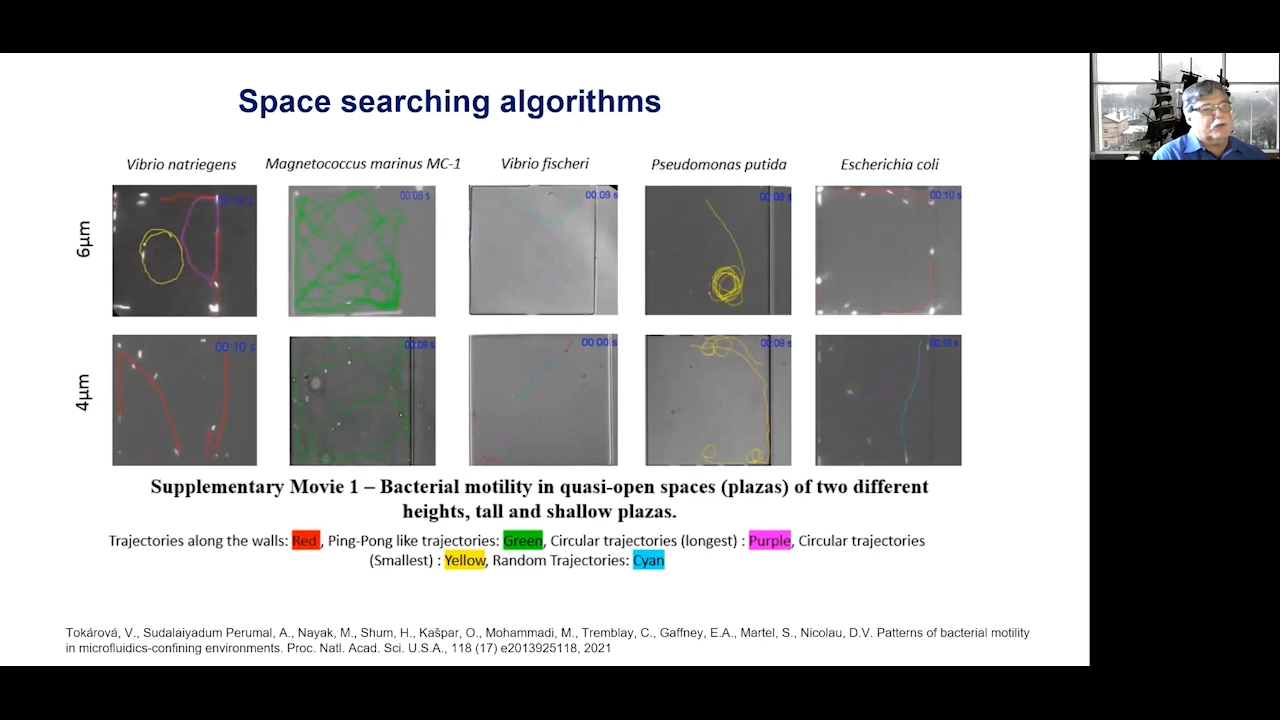 Space searching algorithms
Vibrio natriegens
Magnetococcus marinus MC-1
Vibrio fischeri
Pseudomonas putida
Escherichia coli
6μm
00:09 s
00:09 s
00:10 s
4μm
00:10 s
00:00 s
Supplementary Movie 1 – Bacterial motility in quasi-open spaces (plazas) of two different
heights, tall and shallow plazas.
Trajectories along the walls: Red, Ping-Pong like trajectories: Green, Circular trajectories (longest) : Purple, Circular trajectories
(Smallest) : Yellow, Random Trajectories: Cyan
Tokárová, V., Sudalaiyadum Perumal, A., Nayak, M., Shum, H., Kašpar, O., Mohammadi, M., Tremblay, C., Gaffney, E.A., Martel, S., Nicolau, D.V. Patterns of bacterial motility
in microfluidics-confining environments. Proc. Natl. Acad. Sci. U.S.A., 118 (17) e2013925118, 2021